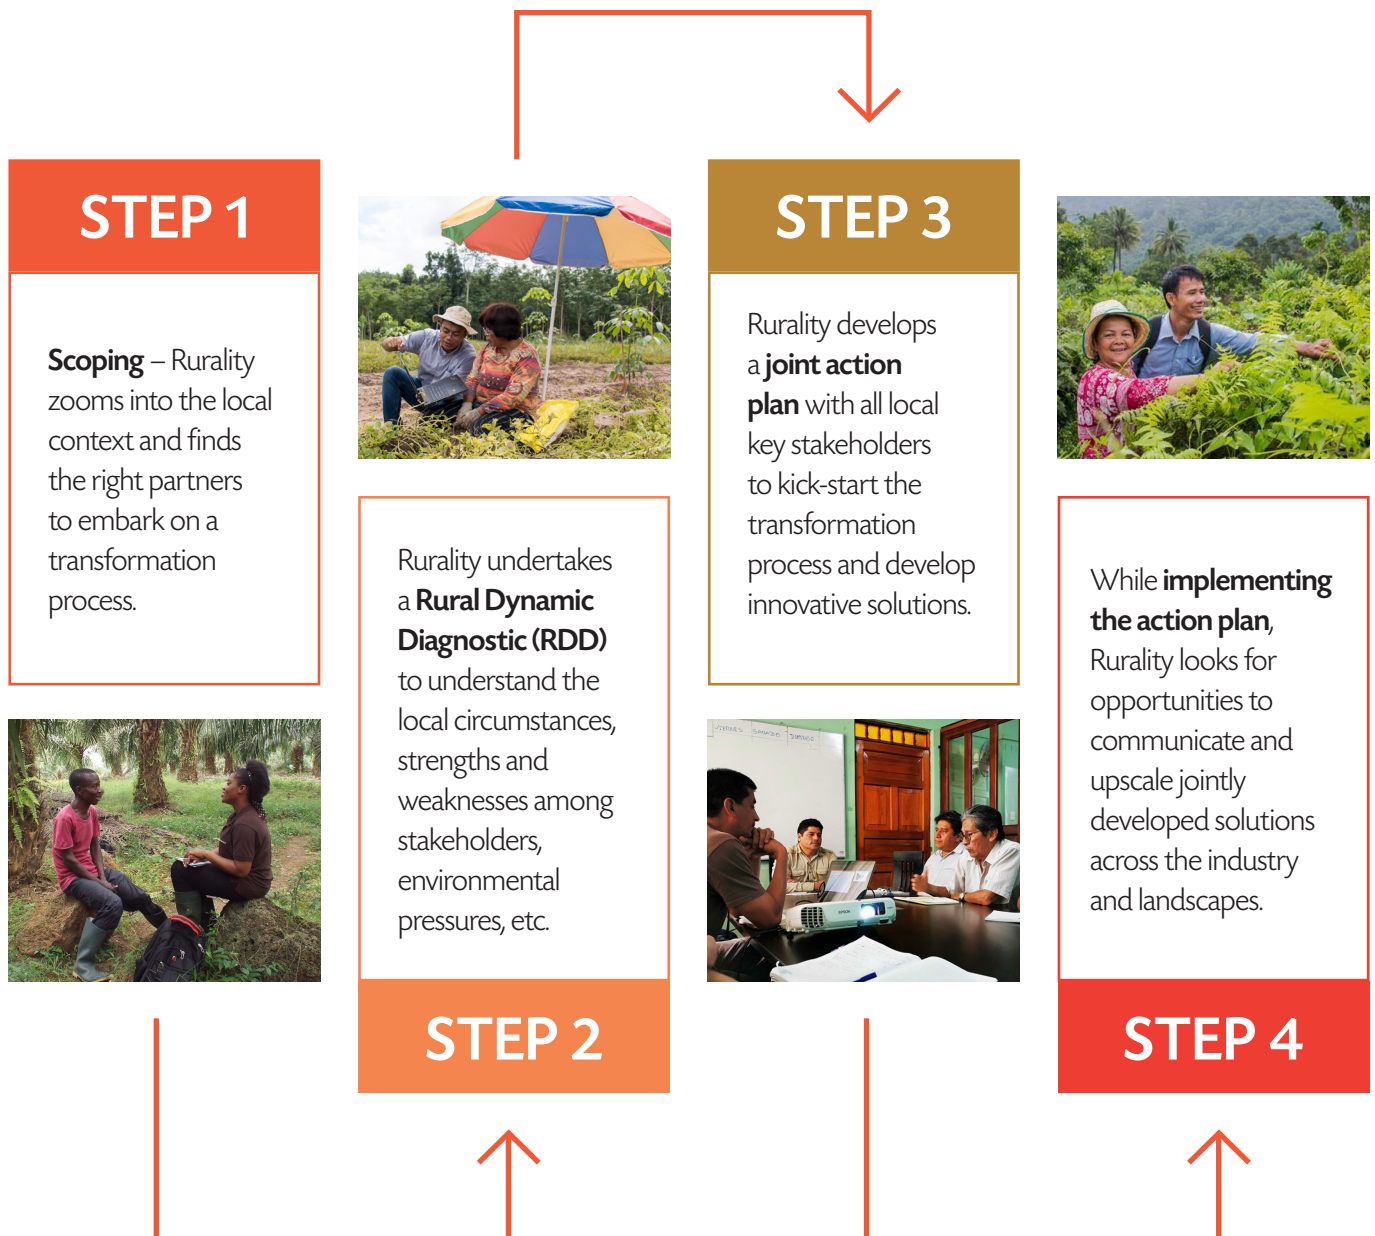 STEP 1
Scoping – Rurality
zooms into the local
context and finds
the right partners
to embark on a
transformation
process.
Rurality undertakes
a Rural Dynamic
Diagnostic (RDD)
to understand the
local circumstances,
strengths and
weaknesses among
stakeholders,
environmental
pressures, etc.
STEP 2
STEP 3
Rurality develops
a joint action
plan with all local
key stakeholders
to kick-start the
transformation
process and develop
innovative solutions.
EPSON
While implementing
the action plan,
Rurality looks for
opportunities to
communicate and
upscale jointly
developed solutions
across the industry
and landscapes.
STEP 4